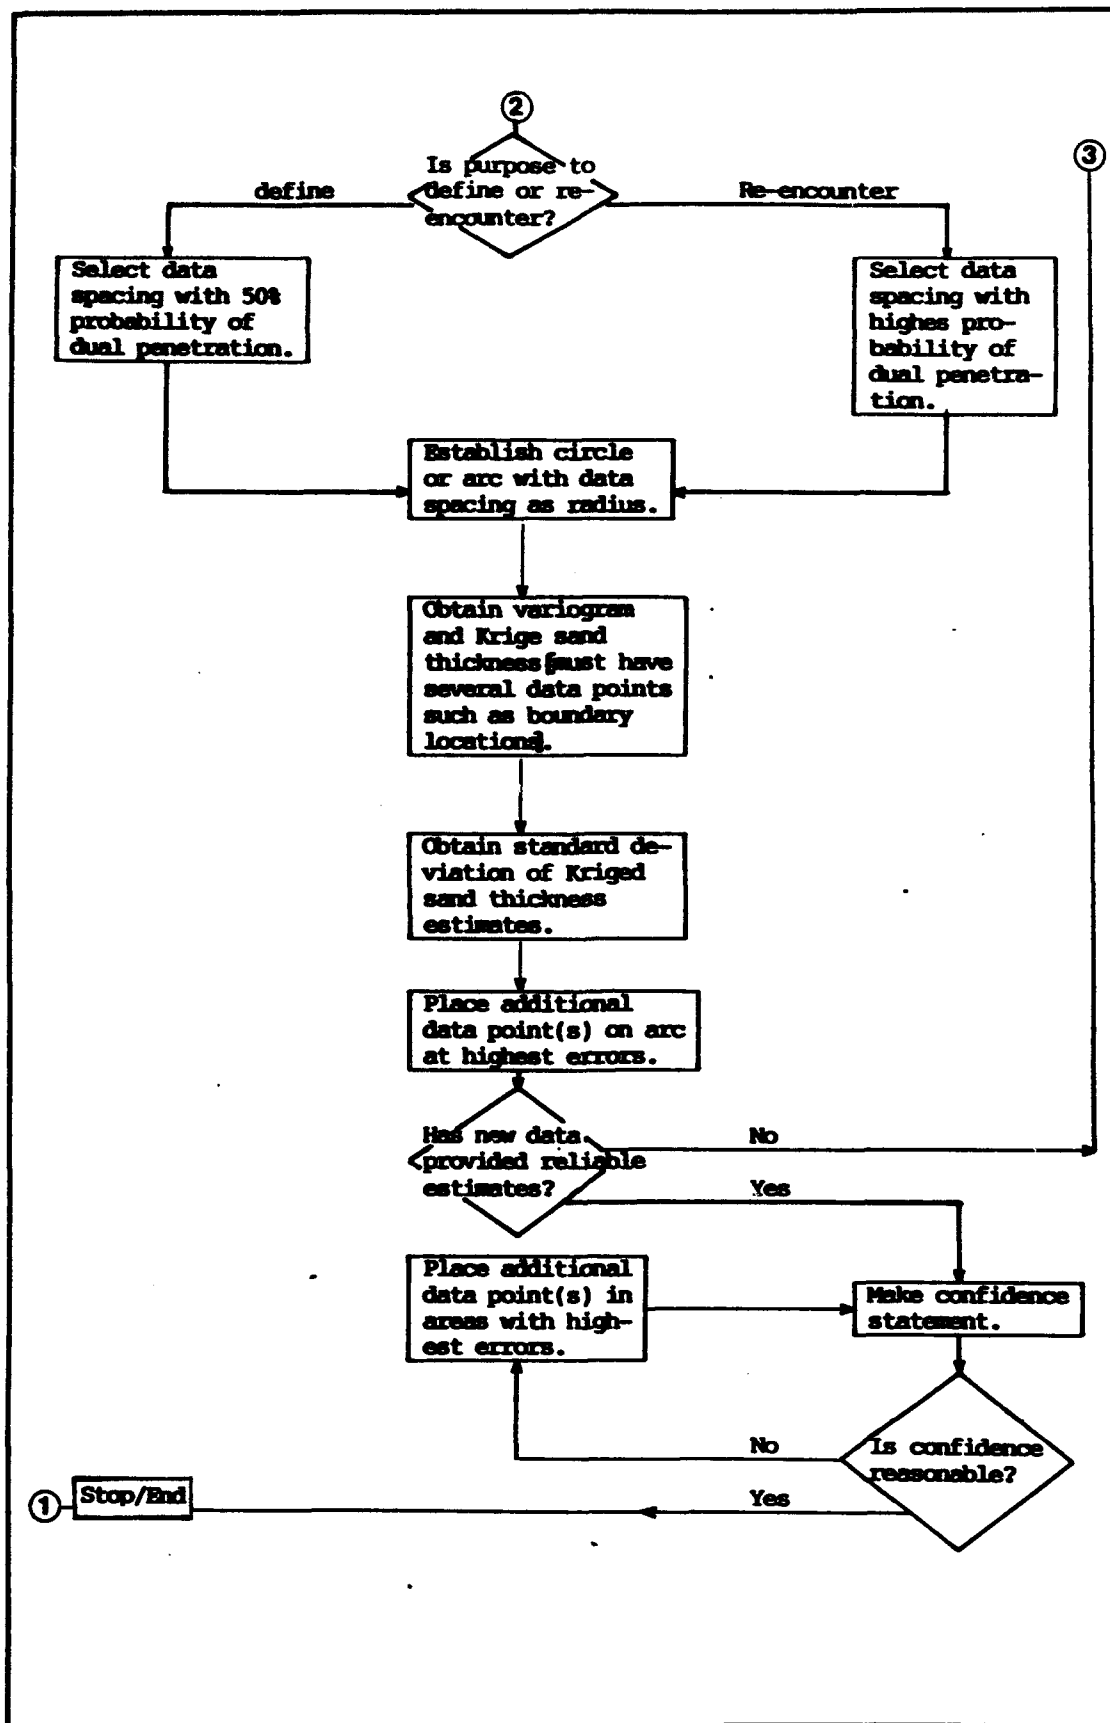 2
3
Is purpose to
define or re-
encounter?
define
Re-encounter
Select data
spacing with 50%
probability of
dual penetration.
Select data
spacing with
highes pro-
bability of
dual penetra-
tion.
Establish circle
or arc with data
spacing as radius.
Obtain variogram
and Krige sand
thickness [must have
several data points
such as boundary
locations].
Obtain standard de-
viation of Kriged
sand thickness
estimates.
Place additional
data point(s) on arc
at highest errors.
Has new data
provided reliable
estimates?
No
Yes
Place additional
data point(s) in
areas with high-
est errors.
Make confidence
statement.
Is confidence
reasonable?
No
Yes
1
Stop/End